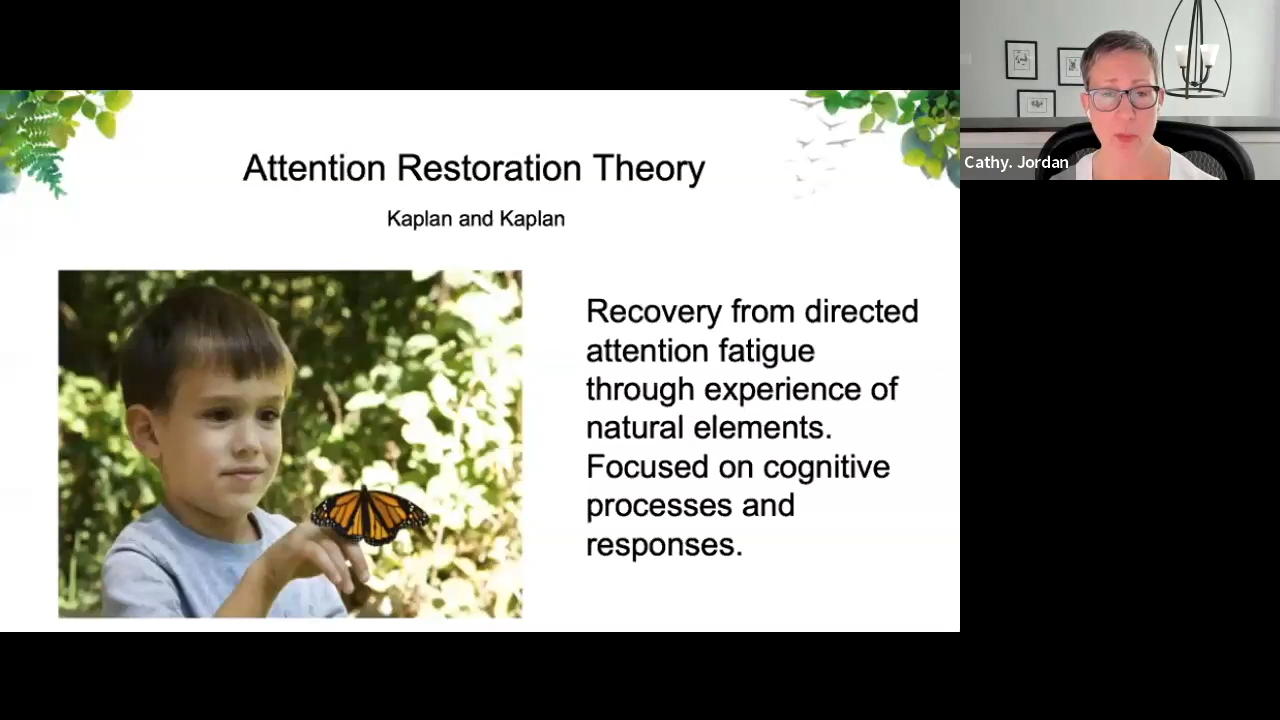 Attention Restoration Theory
Kaplan and Kaplan
Recovery from directed
attention fatigue
through experience of
natural elements.
Focused on cognitive
processes and
responses.
Cathy. Jordan